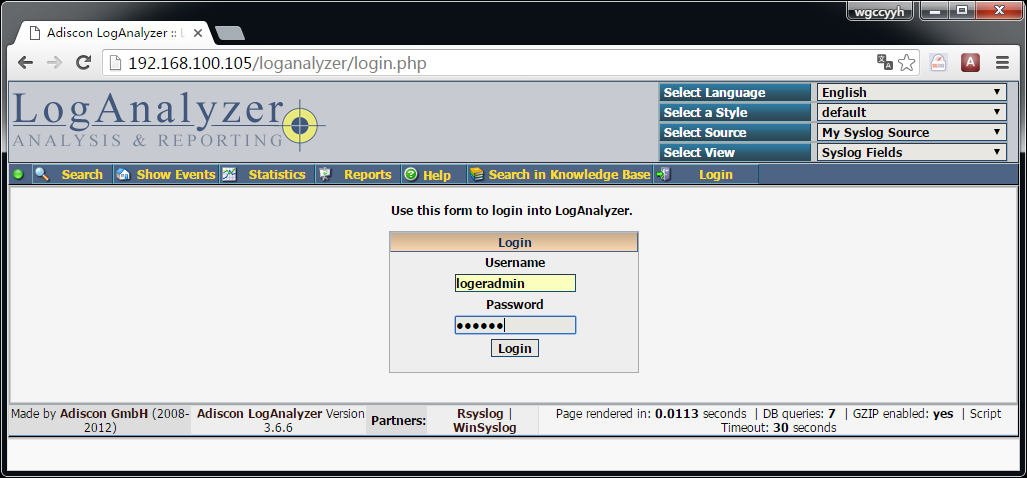 wgccyyh
Adiscon LogAnalyzer :: L
192.168.100.105/loganalyzer/login.php
LogAnalyzer
ANALYSIS & REPORTING
Select Language English
Select a Style default
Select Source My Syslog Source
Select View Syslog Fields
Search Show Events Statistics Reports Help Search in Knowledge Base Login
Use this form to login into LogAnalyzer.
Login
Username
logeradmin
Password
●●●●●●
Login
Made by Adiscon GmbH (2008-
2012)
Adiscon LogAnalyzer Version
3.6.6
Partners:
Rsyslog |
WinSyslog
Page rendered in: 0.0113 seconds | DB queries: 7 | GZIP enabled: yes | Script
Timeout: 30 seconds